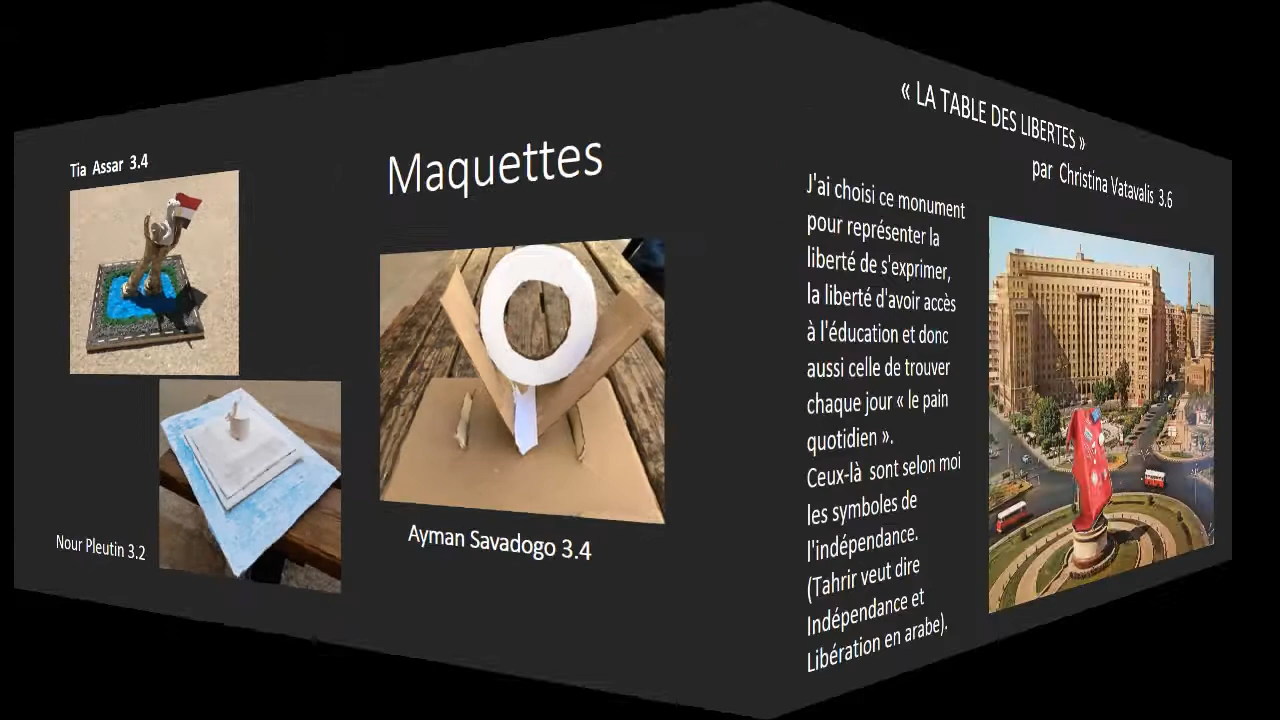 Tia Assar 3.4
Maquettes
Nour Pleutin 3.2
Ayman Savadogo 3.4
« LA TABLE DES LIBERTES »
par Christina Vatavalis 3.6
J'ai choisi ce monument
pour représenter la
liberté de s'exprimer,
la liberté d'avoir accès
à l'éducation et donc
aussi celle de trouver
chaque jour « le pain
quotidien ».
Ceux-là sont selon moi
les symboles de
l'indépendance.
(Tahrir veut dire
Indépendance et
Libération en arabe).